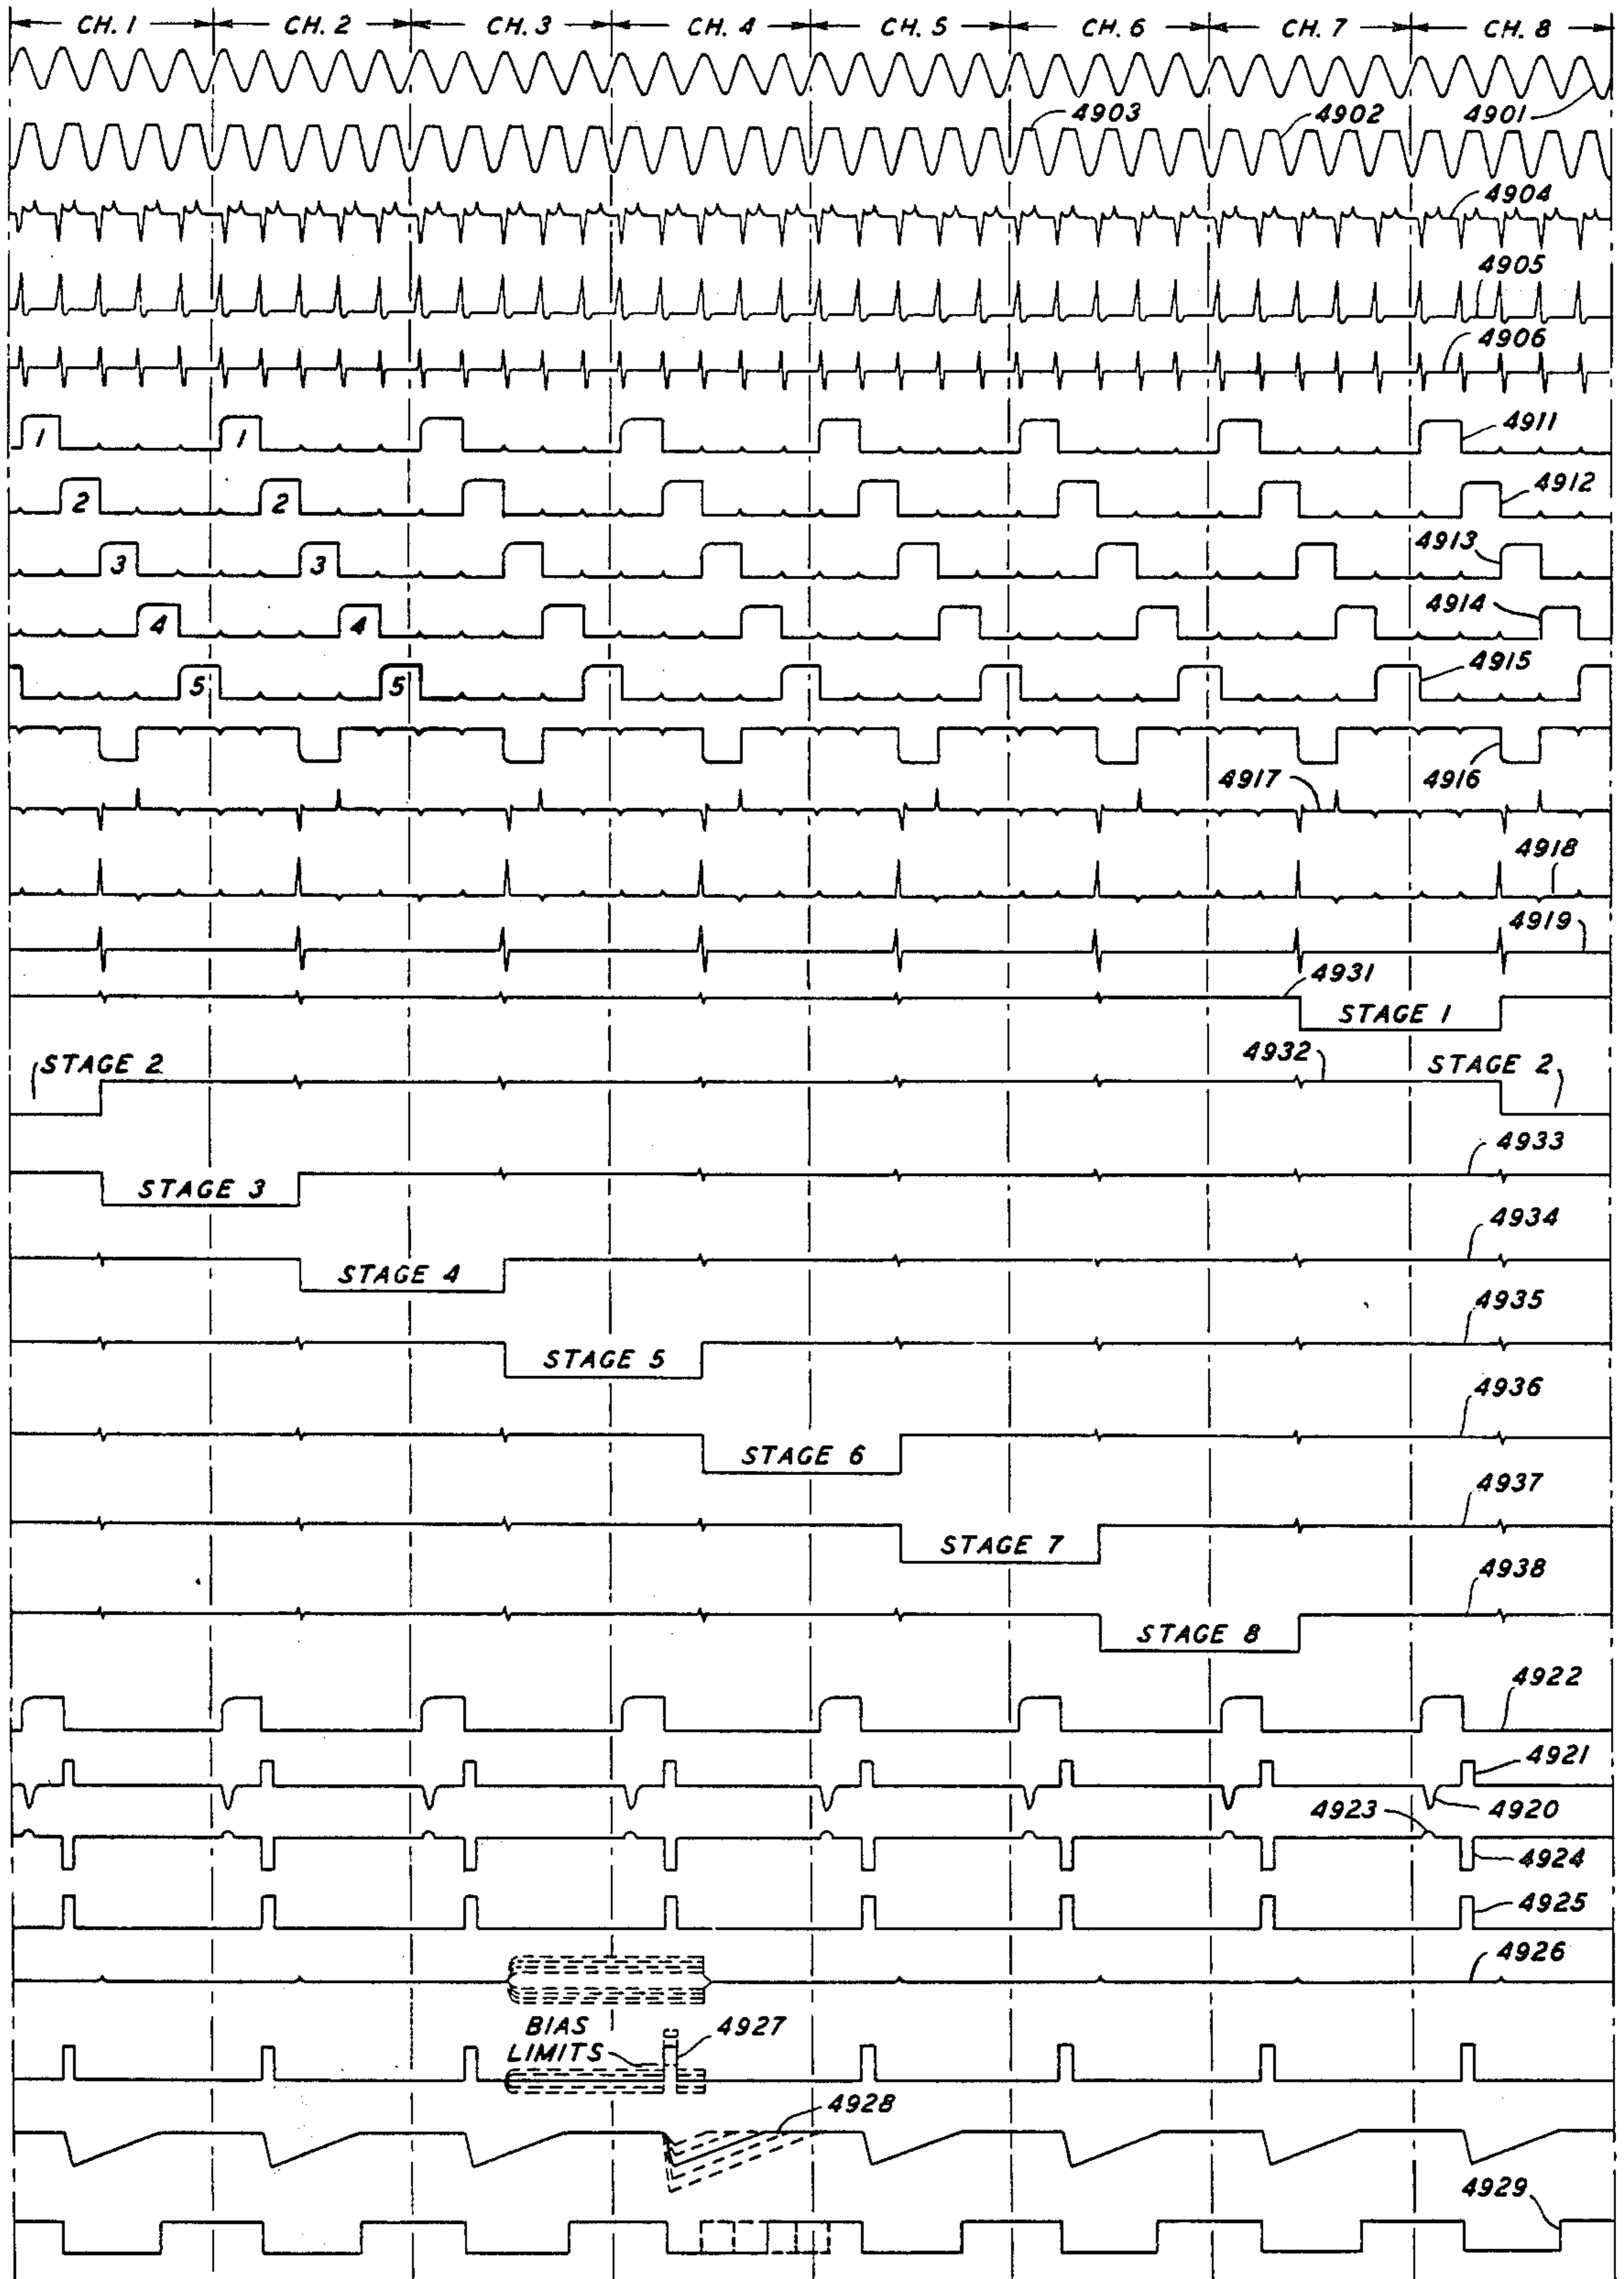 CH. 1 CH. 2 CH. 3 CH. 4 CH. 5 CH. 6 CH. 7 CH. 8
4901
4903 4902
4904
4905
4906
1 1 4911
2 2 4912
3 3 4913
4 4 4914
5 5 4915
4916
4917
4918
4919
4931
STAGE 1
STAGE 2 4932 STAGE 2
4933
STAGE 3
4934
STAGE 4
4935
STAGE 5
4936
STAGE 6
4937
STAGE 7
4938
STAGE 8
4922
4921
4923 4920
4924
4925
4926
BIAS 4927
LIMITS
4928
4929